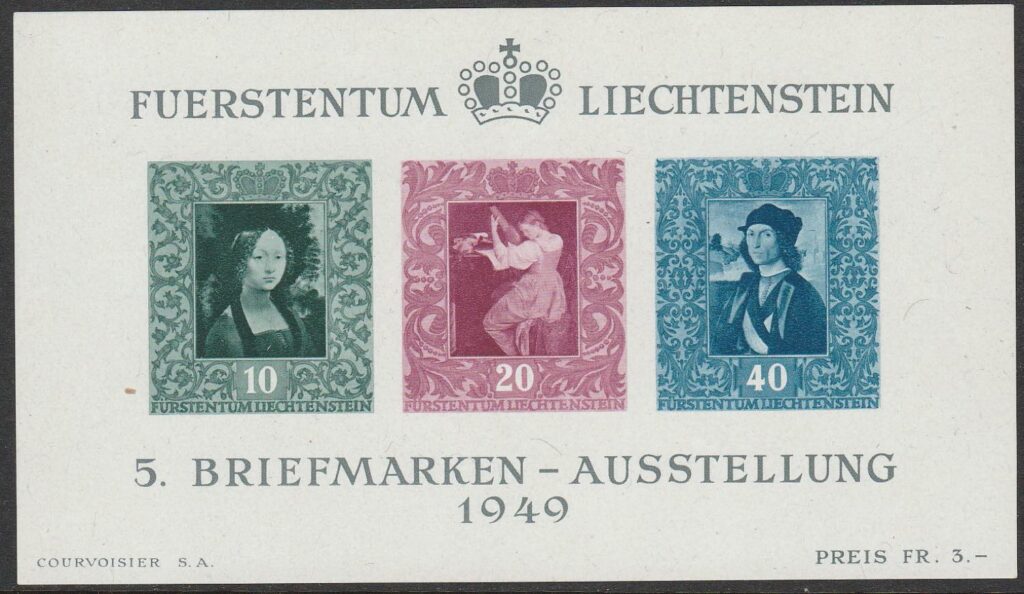 FUERSTENTUM LIECHTENSTEIN
10
FÜRSTENTUM LIECHTENSTEIN
20
FÜRSTENTUM LIECHTENSTEIN
40
FÜRSTENTUM LIECHTENSTEIN
5. BRIEFMARKEN – AUSSTELLUNG
1949
COURVOISIER S.A.
PREIS FR. 3.–